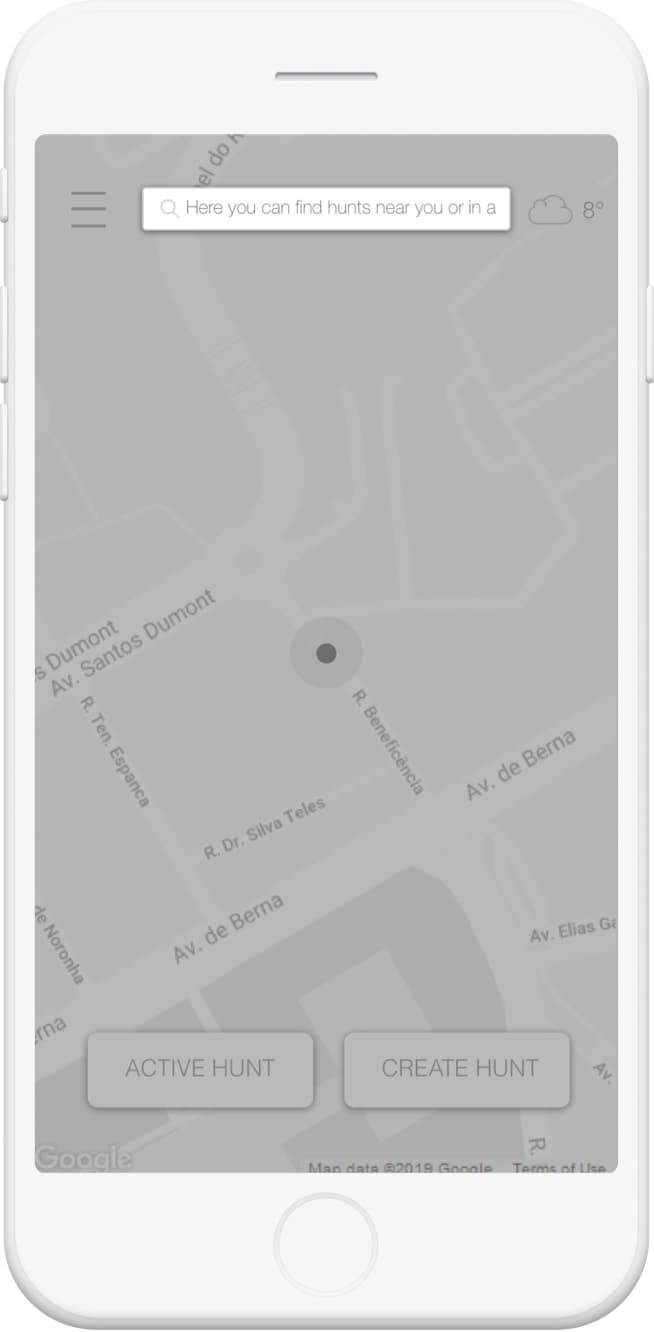 el do
Here you can find hunts near you or in a
8°
s Dumont
Av. Santos Dumont
R. Ten. Espanca
R. Beneficência
Av. de Berna
R. Dr. Silva Teles
Av. de Berna
de Noronha
Av. Elias Ga
rna
ACTIVE HUNT
CREATE HUNT
Av.
R.
Google
Map data ©2019 Google
Terms of Use